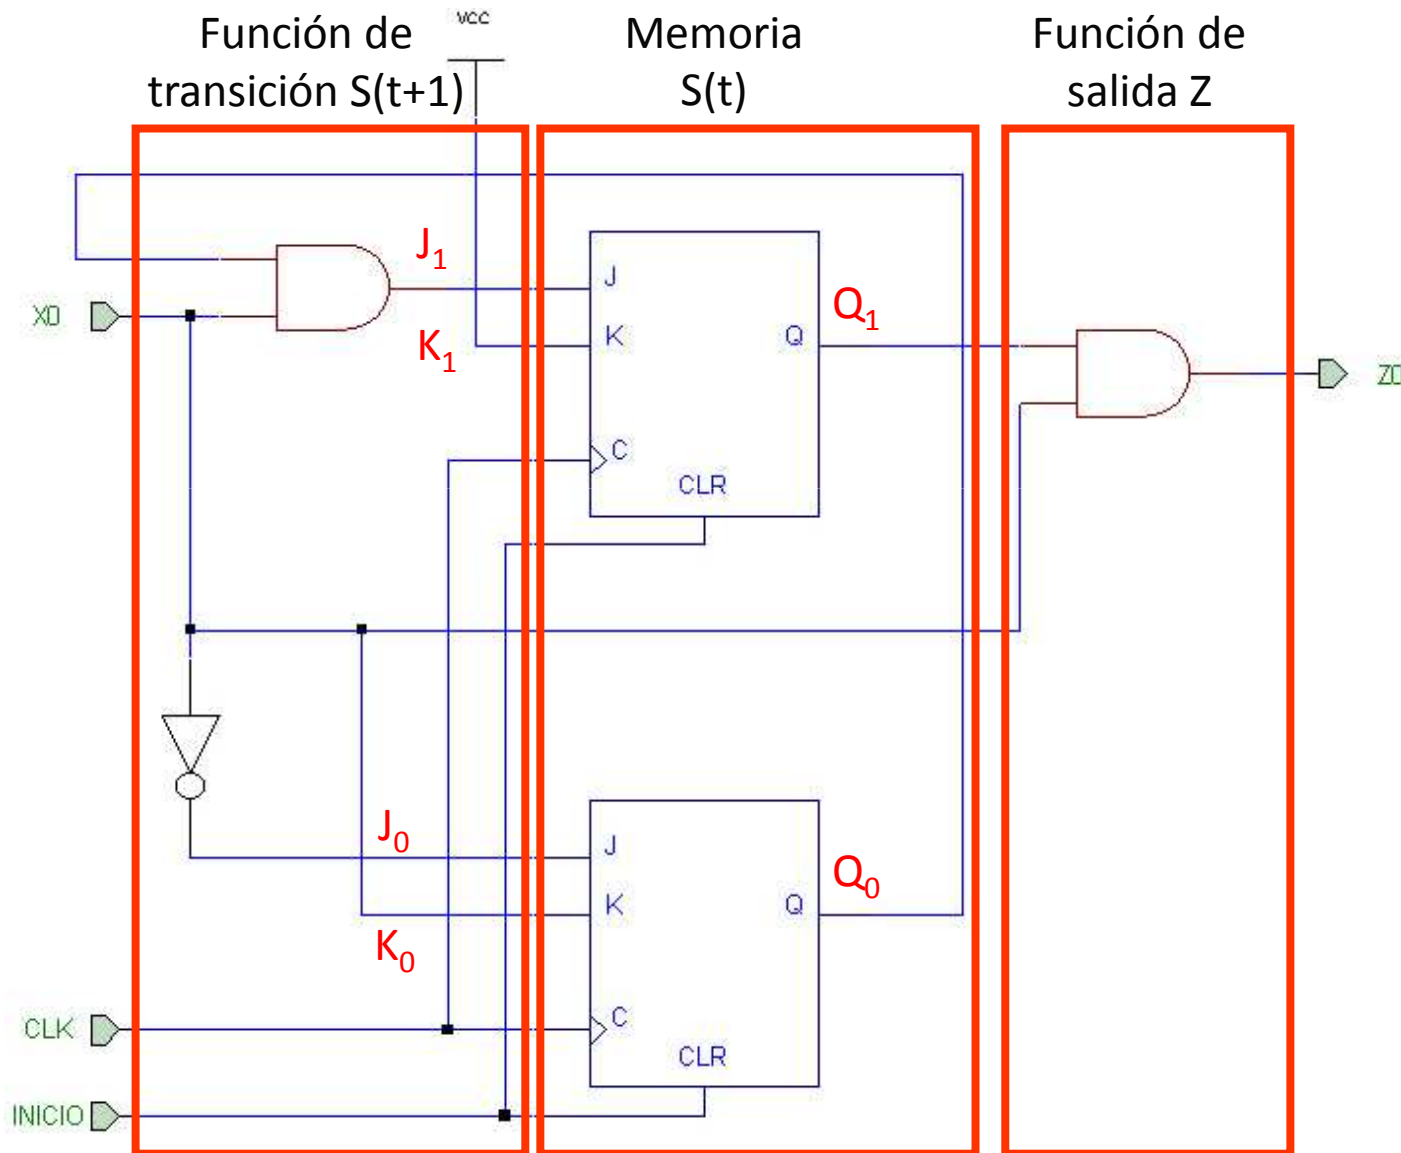 Función de
transición S(t+1)
VCC
Memoria
S(t)
Función de
salida Z
J1
K1
X0
J
K
Q
C
CLR
Q1
Z0
J0
K0
J
K
Q
C
CLR
Q0
CLK
INICIO